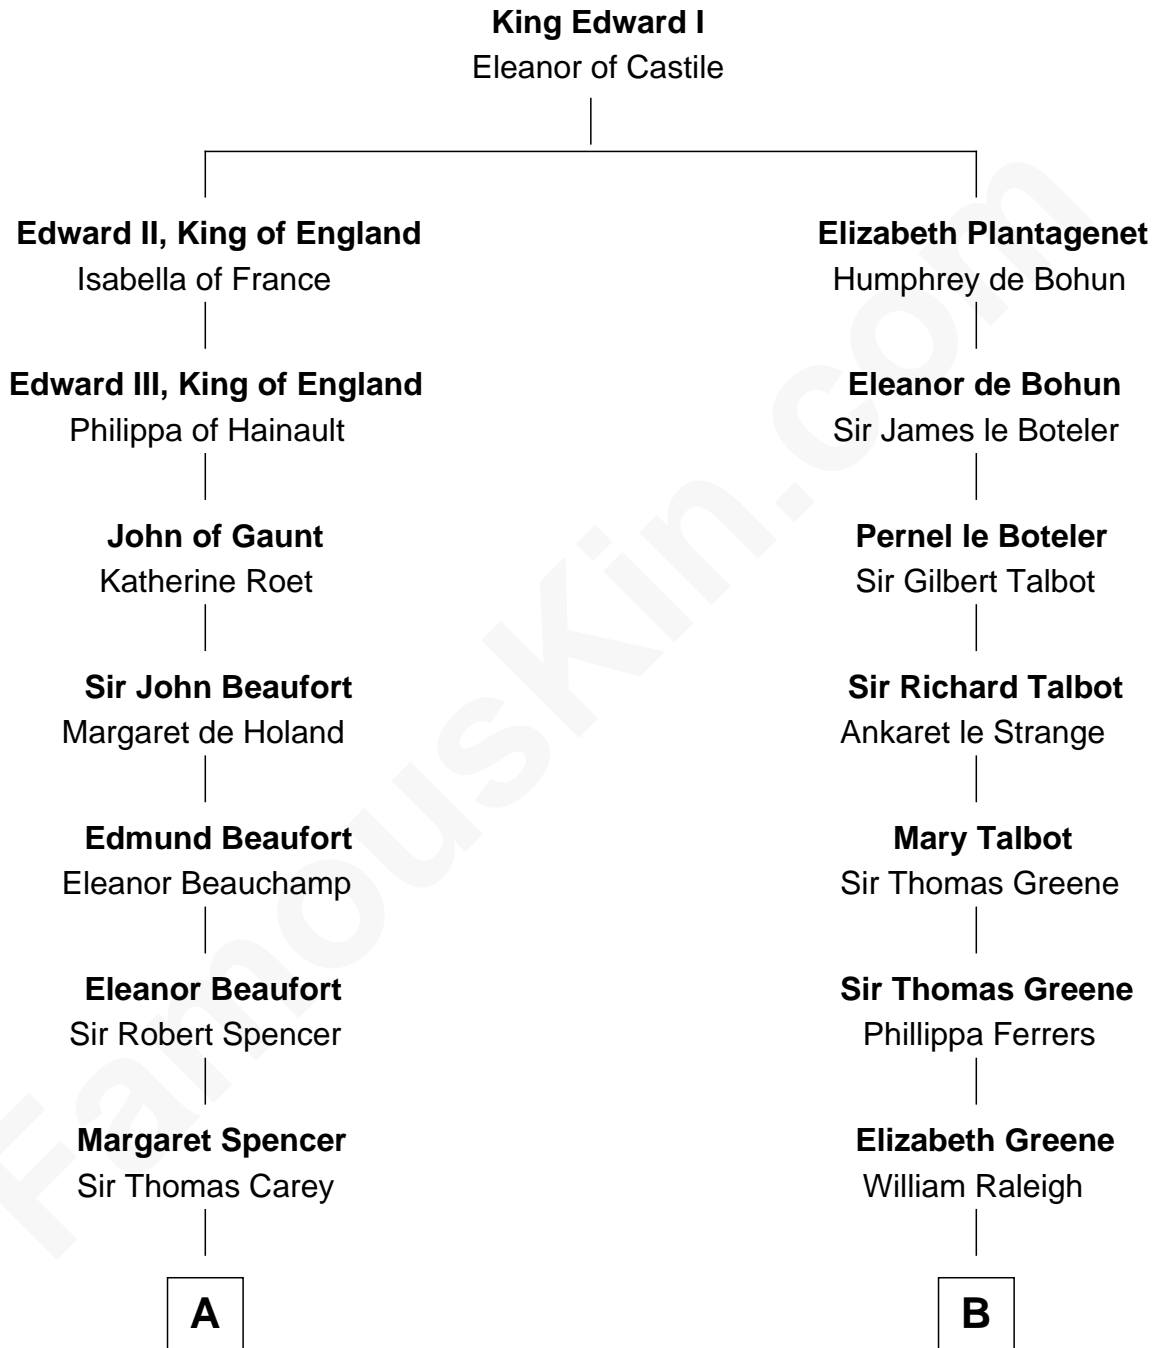 King Edward I
Eleanor of Castile
Edward II, King of England
Isabella of France
Elizabeth Plantagenet
Humphrey de Bohun
Edward III, King of England
Philippa of Hainault
Eleanor de Bohun
Sir James le Boteler
John of Gaunt
Katherine Roet
Pernel le Boteler
Sir Gilbert Talbot
Sir John Beaufort
Margaret de Holand
Sir Richard Talbot
Ankaret le Strange
Edmund Beaufort
Eleanor Beauchamp
Mary Talbot
Sir Thomas Greene
Eleanor Beaufort
Sir Robert Spencer
Sir Thomas Greene
Phillippa Ferrers
Margaret Spencer
Sir Thomas Carey
Elizabeth Greene
William Raleigh
A
B
FamousKin.com